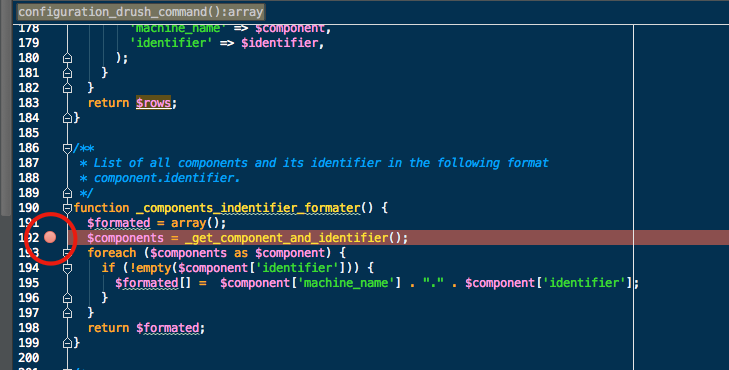 configuration_drush_command():array
178 'machine_name' => $component,
179 'identifier' => $identifier,
180 );
181 }
182 }
183 return $rows;
184 }
185
186 /**
187 * List of all components and its identifier in the following format
188 * component.identifier.
189 */
190 function _components_indentifier_formater() {
191 $formated = array();
192 $components = _get_component_and_identifier();
193 foreach ($components as $component) {
194 if (!empty($component['identifier'])) {
195 $formated[] =  $component['machine_name'] . "." . $component['identifier'];
196 }
197 }
198 return $formated;
199 }
200
201